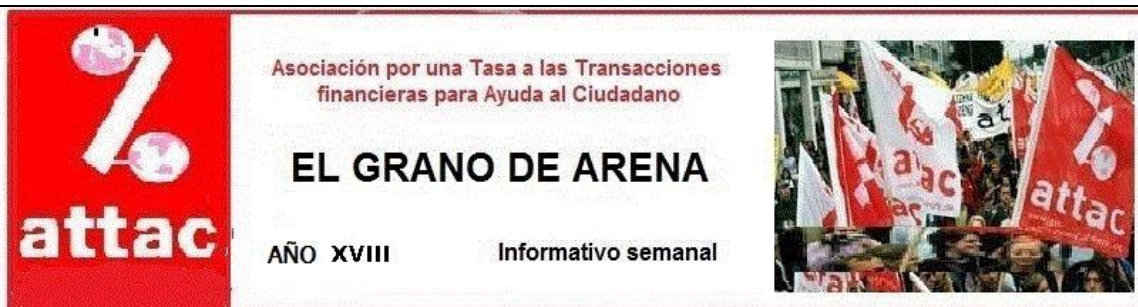 attac
Asociación por una Tasa a las Transacciones
financieras para Ayuda al Ciudadano
EL GRANO DE ARENA
AÑO XVIII
Informativo semanal
attac
attac